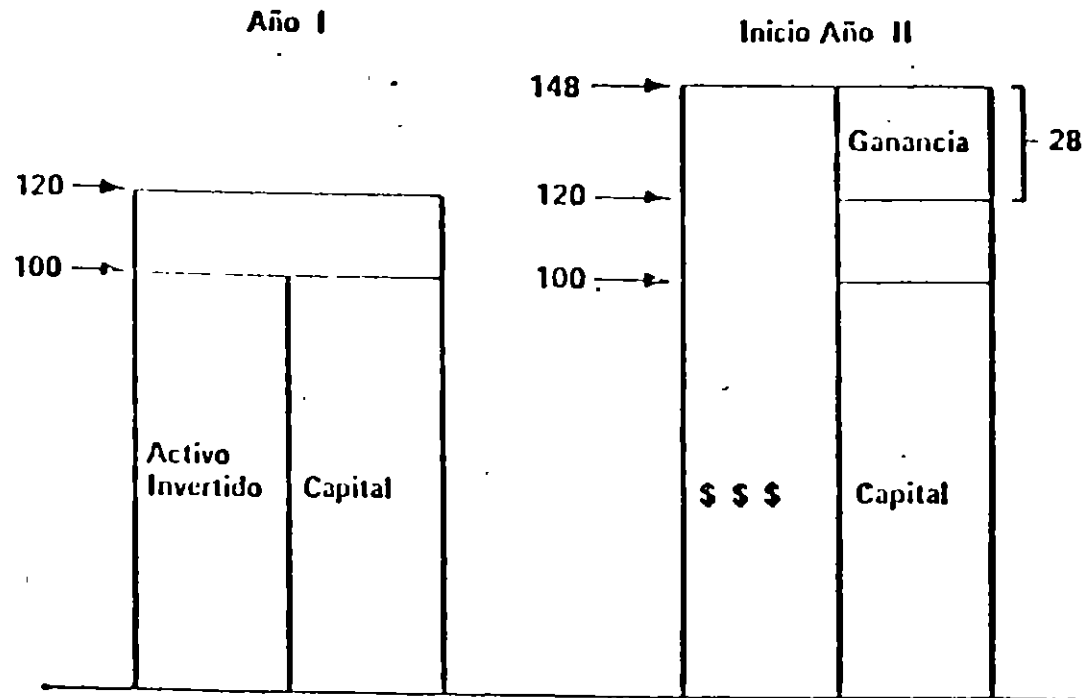 Año I
120
100
Activo
Invertido
Capital
Inicio Año II
148
Ganancia
28
120
100
$ $ $
Capital